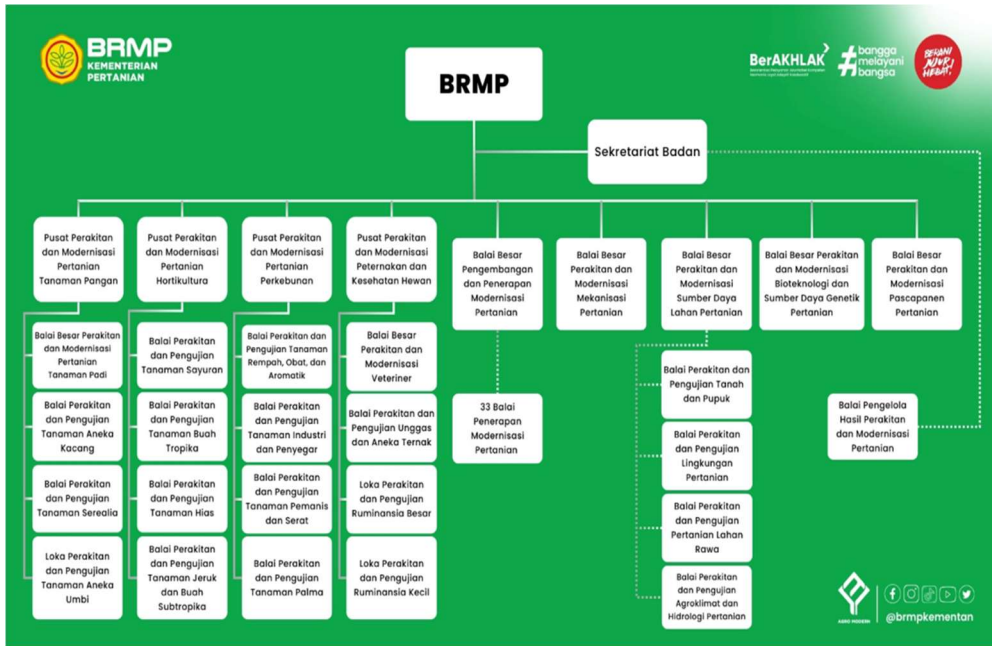 BRMP
KEMENTERIAN
PERTANIAN
BRMP
BerAKHLAK
#bangga
melayani
bangsa
BERANI
JUJUR
HEBAT!
Sekretariat Badan
Pusat Perakitan
dan Modernisasi
Pertanian
Tanaman Pangan
Pusat Perakitan
dan Modernisasi
Pertanian
Hortikultura
Pusat Perakitan
dan Modernisasi
Pertanian
Perkebunan
Pusat Perakitan
dan Modernisasi
Peternakan dan
Kesehatan Hewan
Balai Besar
Pengembangan
dan Penerapan
Modernisasi
Pertanian
Balai Besar
Perakitan dan
Modernisasi
Mekanisasi
Pertanian
Balai Besar
Perakitan dan
Modernisasi
Sumber Daya
Lahan Pertanian
Balai Besar Perakitan
dan Modernisasi
Bioteknologi dan
Sumber Daya Genetik
Pertanian
Balai Besar
Perakitan dan
Modernisasi
Pascapanen
Pertanian
Balai Besar Perakitan
dan Modernisasi
Pertanian
Tanaman Padi
Balai Perakitan
dan Pengujian
Tanaman Aneka
Kacang
Balai Perakitan
dan Pengujian
Tanaman Serealia
Loka Perakitan
dan Pengujian
Tanaman Aneka
Umbi
Balai Perakitan
dan Pengujian
Tanaman Sayuran
Balai Perakitan
dan Pengujian
Tanaman Buah
Tropika
Balai Perakitan
dan Pengujian
Tanaman Hias
Balai Perakitan
dan Pengujian
Tanaman Jeruk
dan Buah
Subtropika
Balai Perakitan dan
Pengujian Tanaman
Rempah, Obat, dan
Aromatik
Balai Perakitan
dan Pengujian
Tanaman Industri
dan Penyegar
Balai Perakitan dan
Pengujian
Tanaman Pemanis
dan Serat
Balai Perakitan
dan Pengujian
Tanaman Palma
Balai Besar
Perakitan dan
Modernisasi
Veteriner
Balai Perakitan dan
Pengujian Unggas
dan Aneka Ternak
Loka Perakitan
dan Pengujian
Ruminansia Besar
Loka Perakitan
dan Pengujian
Ruminansia Kecil
33 Balai
Penerapan
Modernisasi
Pertanian
Balai Perakitan dan
Pengujian Tanah
dan Pupuk
Balai Perakitan
dan Pengujian
Lingkungan
Pertanian
Balai Perakitan
dan Pengujian
Pertanian Lahan
Rawa
Balai Perakitan
dan Pengujian
Agroklimat dan
Hidrologi Pertanian
Balai Pengelola
Hasil Perakitan
dan Modernisasi
Pertanian
AGRO MODERN
@brmpkementan